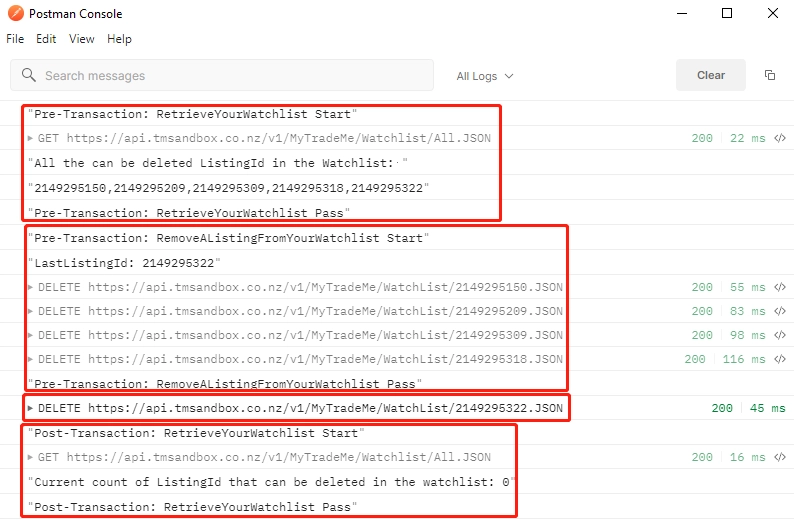 Postman Console
File Edit View Help
Search messages All Logs Clear
"Pre-Transaction: RetrieveYourWatchlist Start"
GET https://api.tmsandbox.co.nz/v1/MyTradeMe/Watchlist/All.JSON 200 22 ms
"All the can be deleted ListingId in the Watchlist: "
"2149295150,2149295209,2149295309,2149295318,2149295322"
"Pre-Transaction: RetrieveYourWatchlist Pass"
"Pre-Transaction: RemoveAListingFromYourWatchlist Start"
"LastListingId: 2149295322"
DELETE https://api.tmsandbox.co.nz/v1/MyTradeMe/WatchList/2149295150.JSON 200 55 ms
DELETE https://api.tmsandbox.co.nz/v1/MyTradeMe/WatchList/2149295209.JSON 200 83 ms
DELETE https://api.tmsandbox.co.nz/v1/MyTradeMe/WatchList/2149295309.JSON 200 98 ms
DELETE https://api.tmsandbox.co.nz/v1/MyTradeMe/WatchList/2149295318.JSON 200 116 ms
"Pre-Transaction: RemoveAListingFromYourWatchlist Pass"
DELETE https://api.tmsandbox.co.nz/v1/MyTradeMe/WatchList/2149295322.JSON 200 45 ms
"Post-Transaction: RetrieveYourWatchlist Start"
GET https://api.tmsandbox.co.nz/v1/MyTradeMe/Watchlist/All.JSON 200 16 ms
"Current count of ListingId that can be deleted in the watchlist: 0"
"Post-Transaction: RetrieveYourWatchlist Pass"